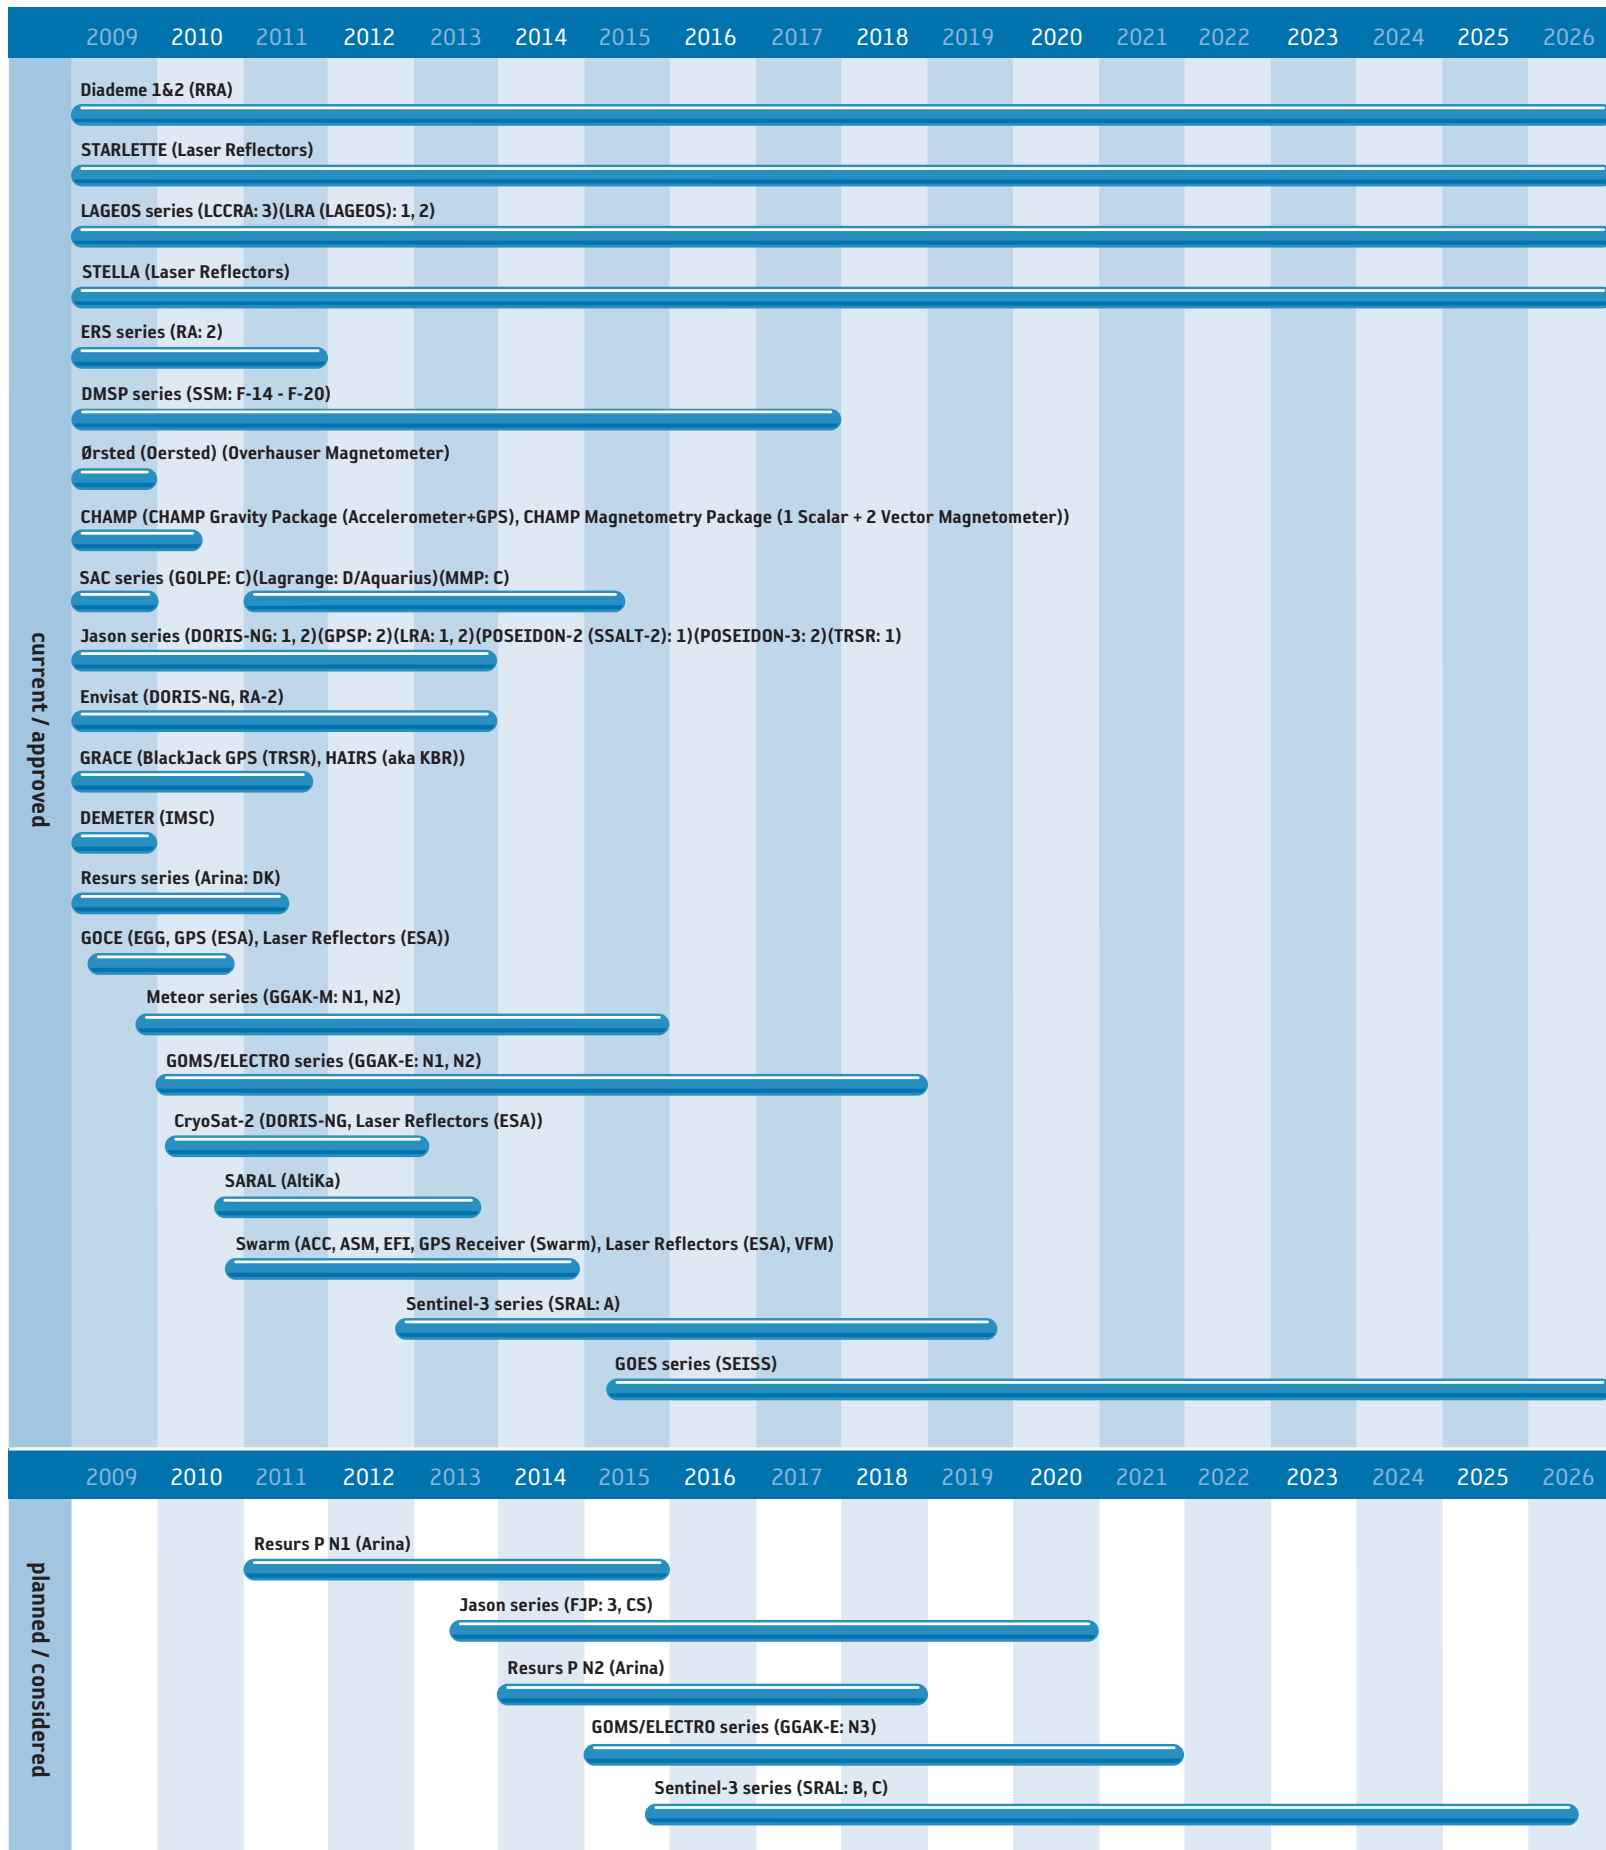 2009 2010 2011 2012 2013 2014 2015 2016 2017 2018 2019 2020 2021 2022 2023 2024 2025 2026
current / approved
Diademe 1&2 (RRA)
STARLETTE (Laser Reflectors)
LAGEOS series (LCCRA: 3)(LRA (LAGEOS): 1, 2)
STELLA (Laser Reflectors)
ERS series (RA: 2)
DMSP series (SSM: F-14 - F-20)
Ørsted (Oersted) (Overhauser Magnetometer)
CHAMP (CHAMP Gravity Package (Accelerometer+GPS), CHAMP Magnetometry Package (1 Scalar + 2 Vector Magnetometer))
SAC series (GOLPE: C)(Lagrange: D/Aquarius)(MMP: C)
Jason series (DORIS-NG: 1, 2)(GPSP: 2)(LRA: 1, 2)(POSEIDON-2 (SSALT-2): 1)(POSEIDON-3: 2)(TRSR: 1)
Envisat (DORIS-NG, RA-2)
GRACE (BlackJack GPS (TRSR), HAIRS (aka KBR))
DEMETER (IMSC)
Resurs series (Arina: DK)
GOCE (EGG, GPS (ESA), Laser Reflectors (ESA))
Meteor series (GGAK-M: N1, N2)
GOMS/ELECTRO series (GGAK-E: N1, N2)
CryoSat-2 (DORIS-NG, Laser Reflectors (ESA))
SARAL (AltiKa)
Swarm (ACC, ASM, EFI, GPS Receiver (Swarm), Laser Reflectors (ESA), VFM)
Sentinel-3 series (SRAL: A)
GOES series (SEISS)
2009 2010 2011 2012 2013 2014 2015 2016 2017 2018 2019 2020 2021 2022 2023 2024 2025 2026
planned / considered
Resurs P N1 (Arina)
Jason series (FJP: 3, CS)
Resurs P N2 (Arina)
GOMS/ELECTRO series (GGAK-E: N3)
Sentinel-3 series (SRAL: B, C)